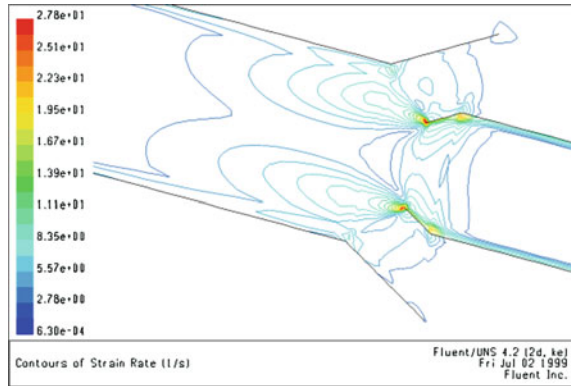 2.78e+01
2.51e+01
2.23e+01
1.95e+01
1.67e+01
1.39e+01
1.11e+01
8.35e+00
5.57e+00
2.78e+00
6.30e-04
Contours of Strain Rate (1/s)
Fluent/UNS 4.2 (2d, ke)
Fri Jul 02 1999
Fluent Inc.